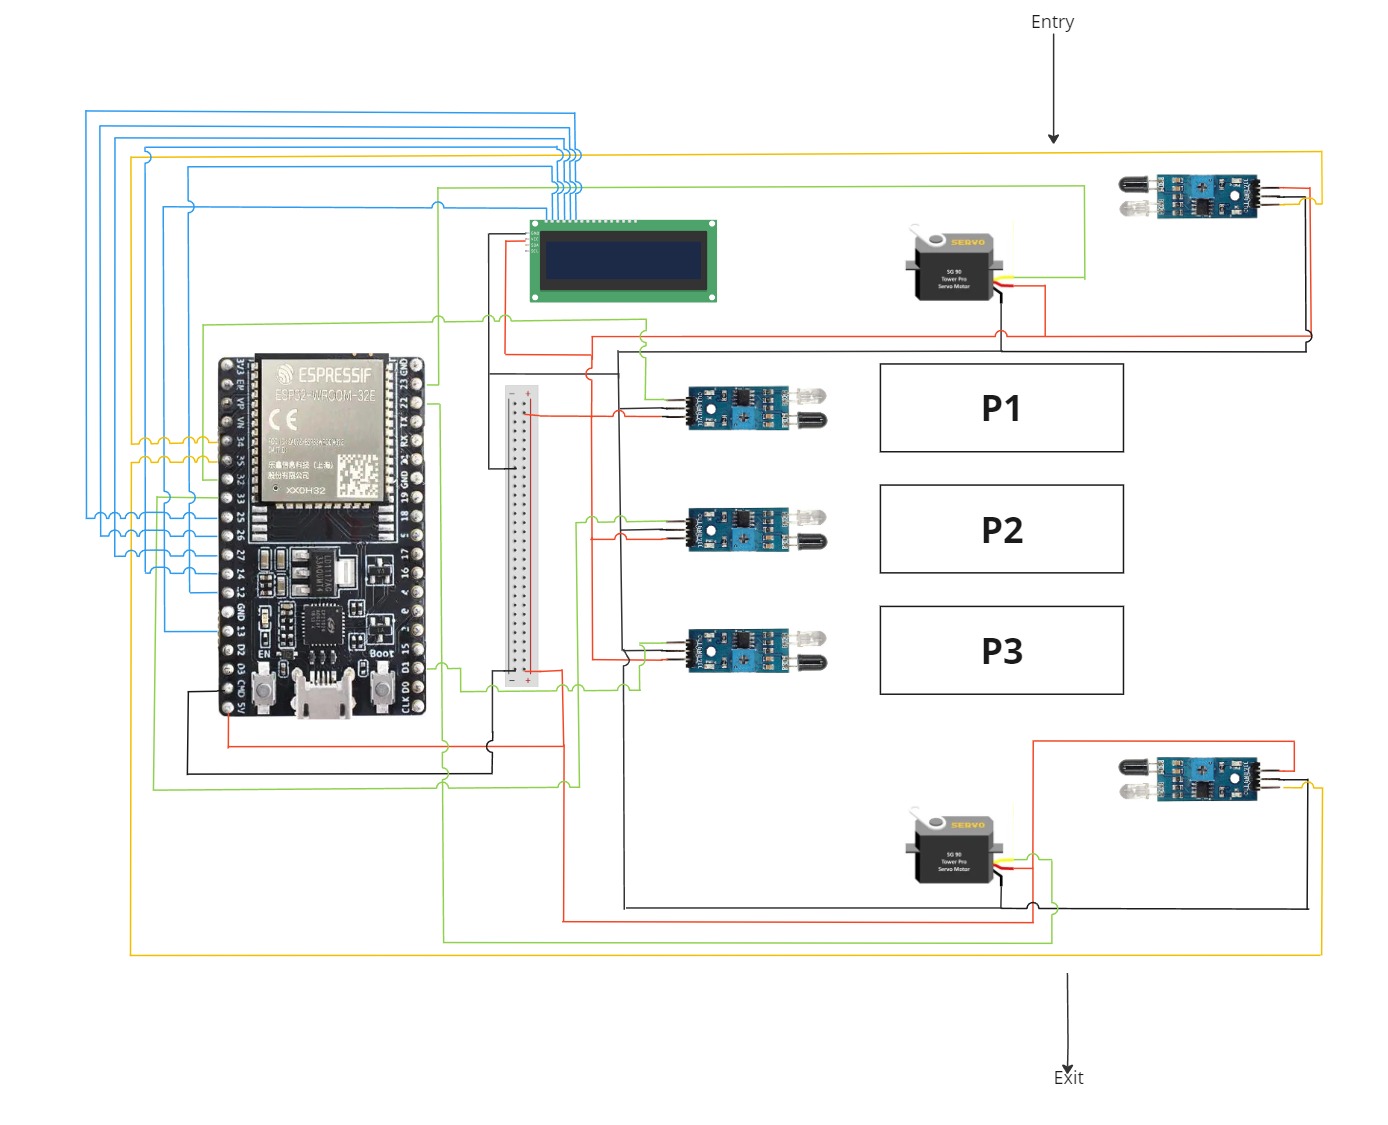 Entry
SERVO
SG 90
Tower Pro
Servo Motor
ESPRESSIF
ESP32-WROOM-32E
CE
XX0H32
P1
P2
P3
3V3
EN
VP
VN
34
35
32
33
25
26
27
14
12
GND
13
D2
D3
CMD
5V
GND
23
22
TX
RX
21
GND
19
18
5
17
16
4
0
2
15
D1
D0
CLK
EN
Boot
- +
- +
SERVO
SG 90
Tower Pro
Servo Motor
Exit